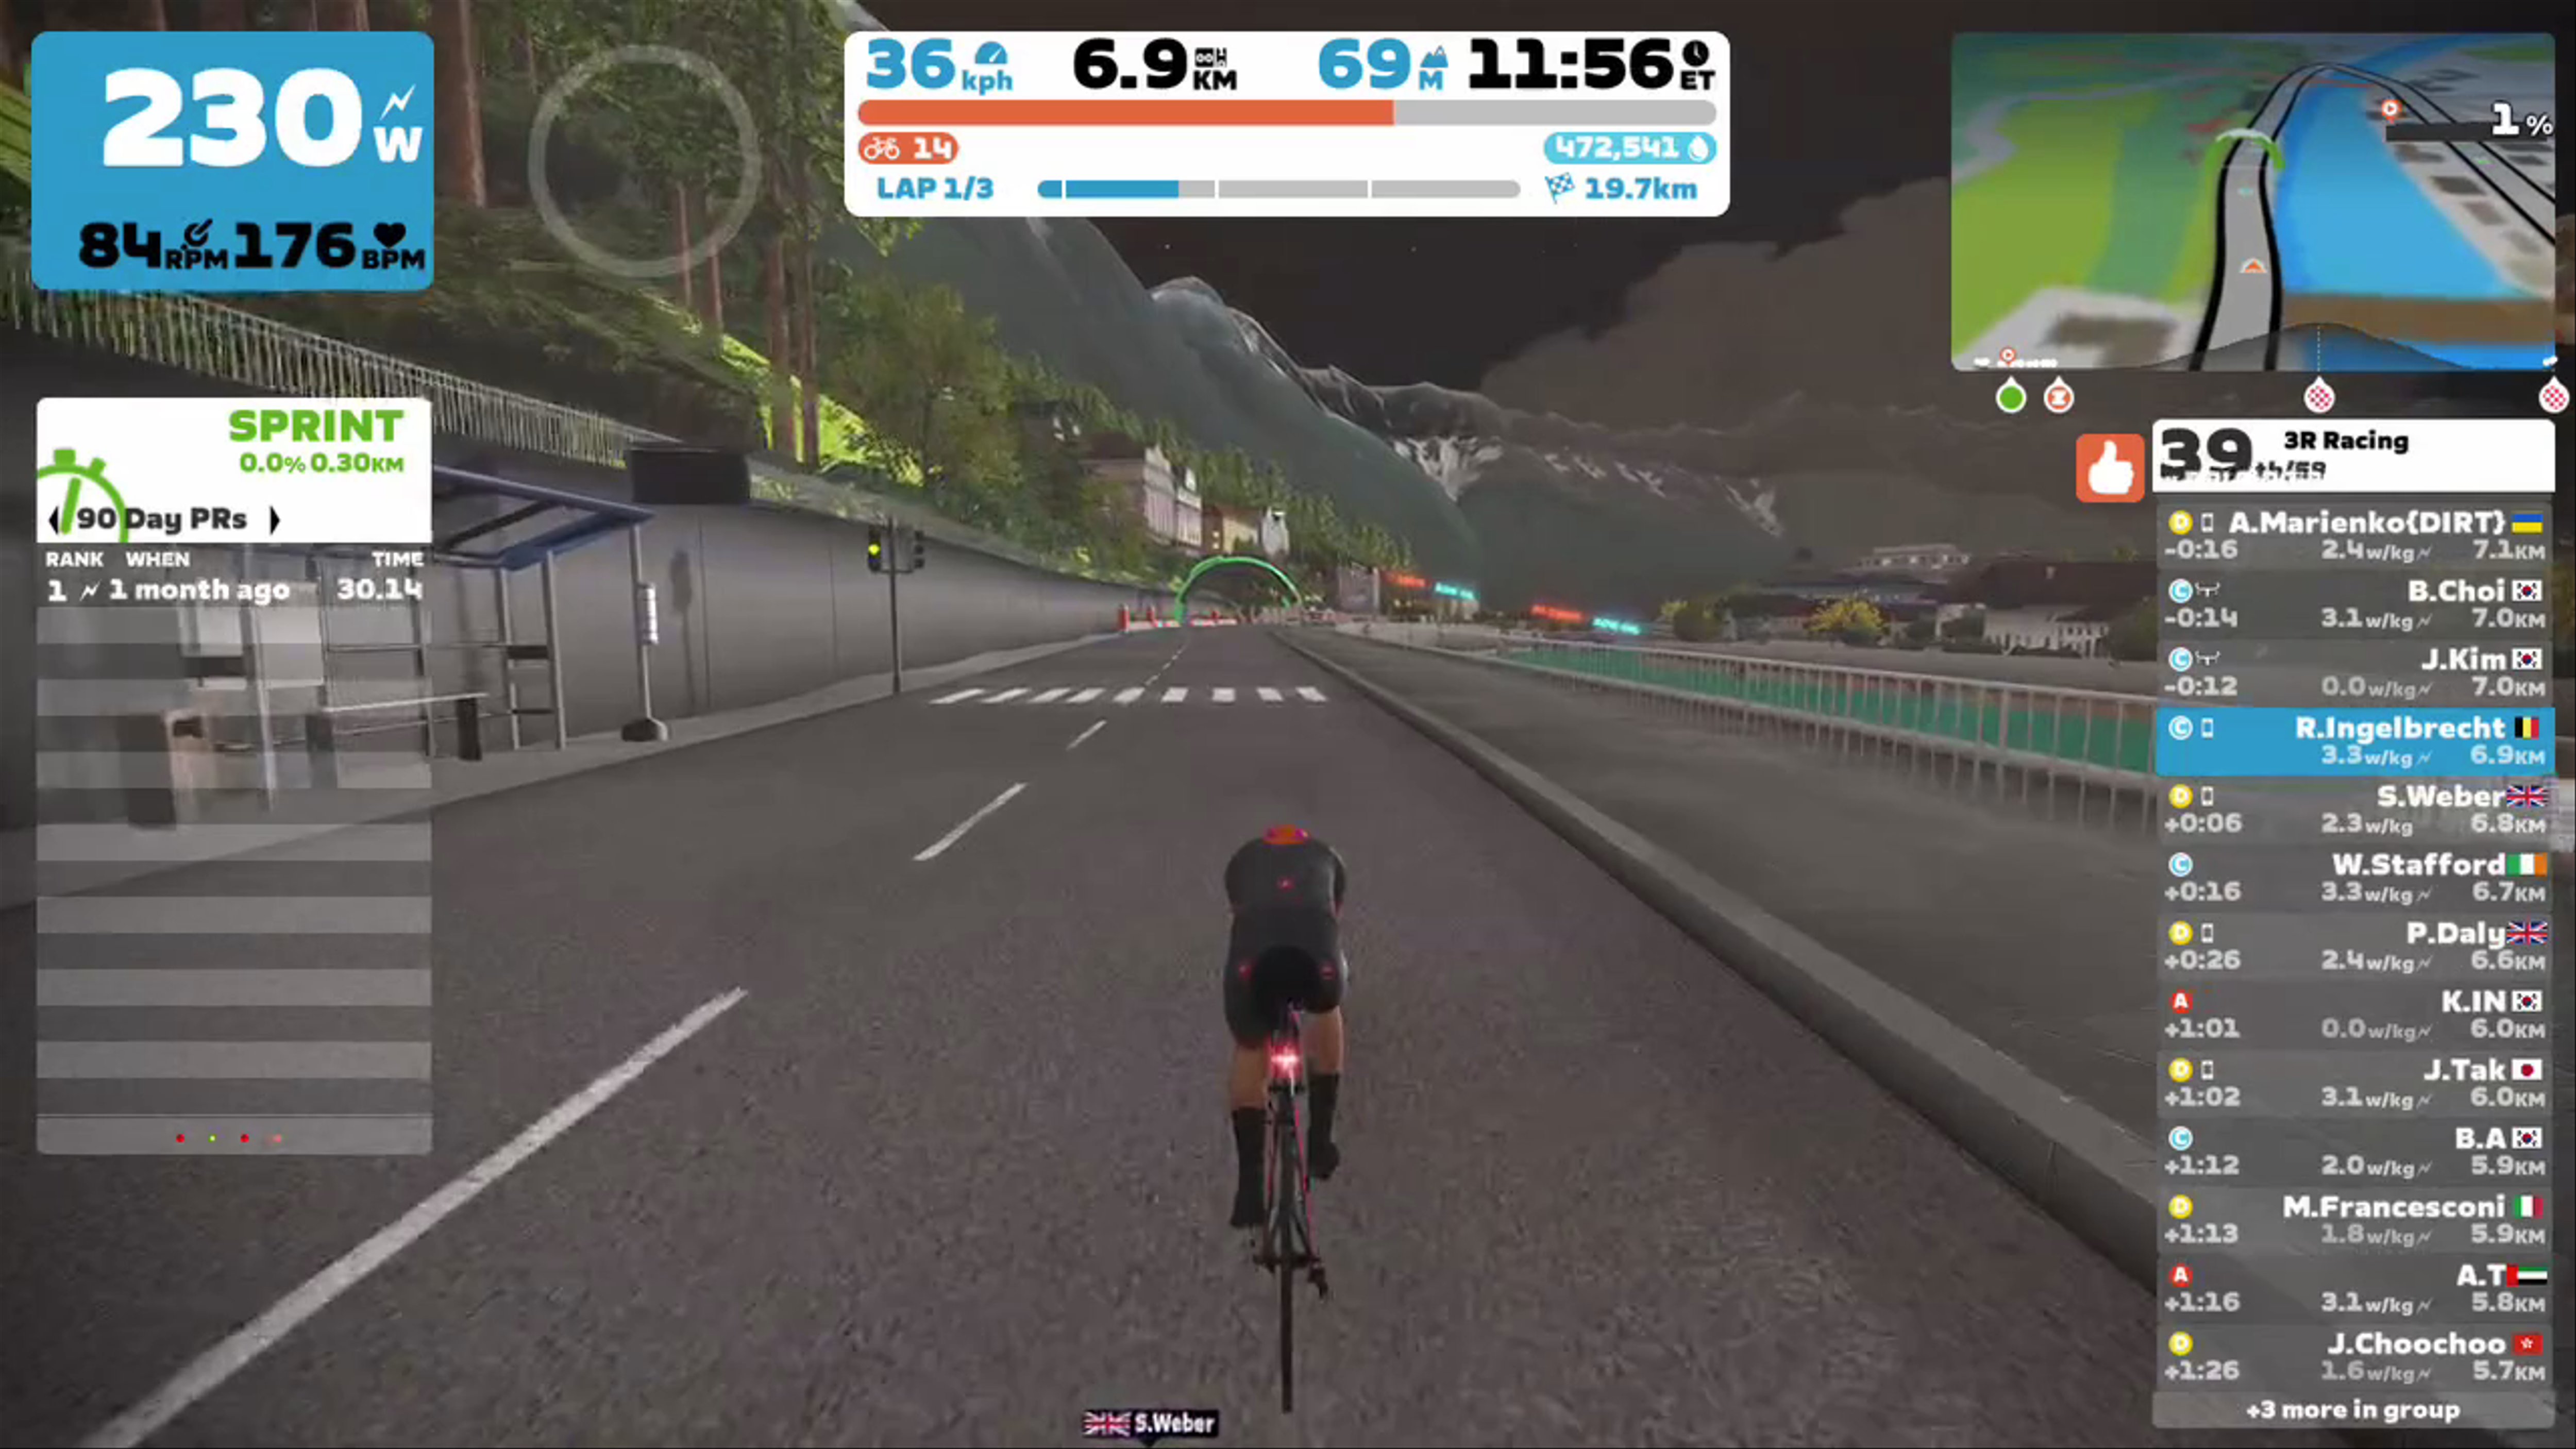 230 W
84 RPM 176 BPM
36 kph 6.9 KM 69 M 11:56 ET
14 472,541
LAP 1/3 19.7km
1 %
SPRINT
0.0% 0.30KM
90 Day PRs
RANK WHEN TIME
1 1 month ago 30.14
39 3R Racing
th/59
D A.Marienko{DIRT}
-0:16 2.4w/kg 7.1KM
C B.Choi
-0:14 3.1w/kg 7.0KM
C J.Kim
-0:12 0.0w/kg 7.0KM
C R.Ingelbrecht
3.3w/kg 6.9KM
D S.Weber
+0:06 2.3w/kg 6.8KM
C W.Stafford
+0:16 3.3w/kg 6.7KM
D P.Daly
+0:26 2.4w/kg 6.6KM
A K.IN
+1:01 0.0w/kg 6.0KM
D J.Tak
+1:02 3.1w/kg 6.0KM
C B.A
+1:12 2.0w/kg 5.9KM
D M.Francesconi
+1:13 1.8w/kg 5.9KM
A A.T
+1:16 3.1w/kg 5.8KM
D J.Choochoo
+1:26 1.6w/kg 5.7KM
+3 more in group
S.Weber